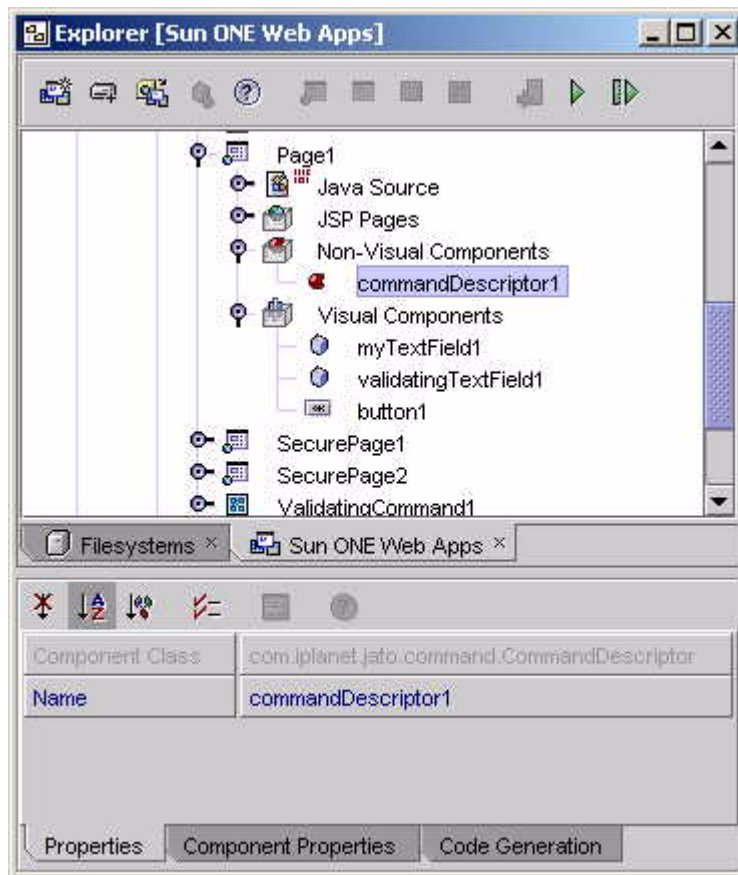 Explorer [Sun ONE Web Apps]
Page1
Java Source
JSP Pages
Non-Visual Components
commandDescriptor1
Visual Components
myTextField1
validatingTextField1
button1
SecurePage1
SecurePage2
ValidatingCommand1
Filesystems × Sun ONE Web Apps ×
Component Class com.iplanet.jato.command.CommandDescriptor
Name commandDescriptor1
Properties Component Properties Code Generation